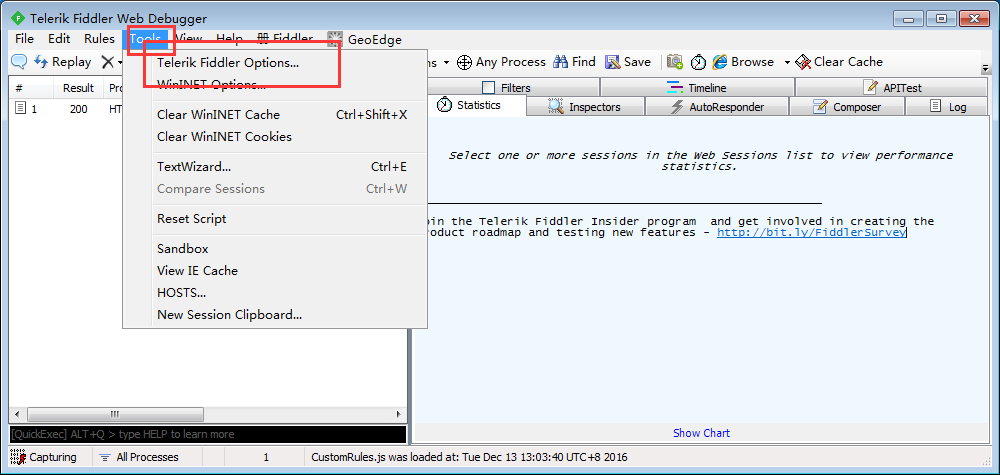 Telerik Fiddler Web Debugger
File Edit Rules Tools View Help Fiddler GeoEdge
Replay Any Process Find Save Browse Clear Cache
# Result
1 200
Telerik Fiddler Options...
WinINET Options...
Clear WinINET Cache Ctrl+Shift+X
Clear WinINET Cookies
TextWizard... Ctrl+E
Compare Sessions Ctrl+W
Reset Script
Sandbox
View IE Cache
HOSTS...
New Session Clipboard...
Filters Timeline APITest
Statistics Inspectors AutoResponder Composer Log
Select one or more sessions in the Web Sessions list to view performance
statistics.
the Telerik Fiddler Insider program and get involved in creating the
roadmap and testing new features - http://bit.ly/FiddlerSurvey
Show Chart
[QuickExec] ALT+Q > type HELP to learn more
Capturing All Processes 1 CustomRules.js was loaded at: Tue Dec 13 13:03:40 UTC+8 2016